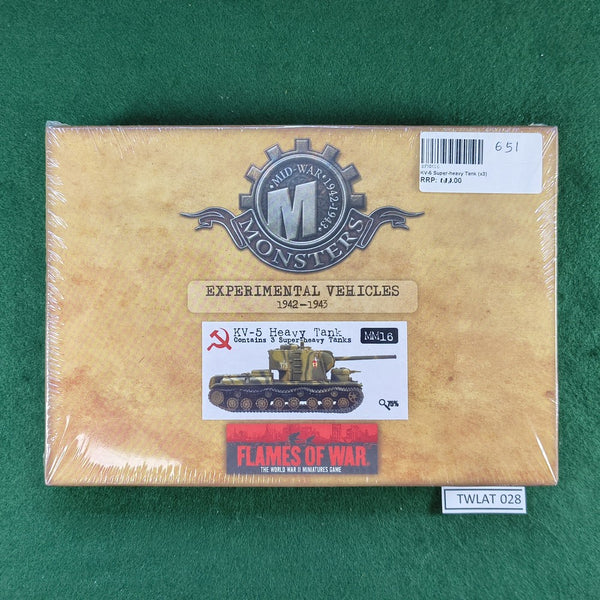 651
KV-5 Super-heavy Tank (x3)
RRP:
MID-WAR · 1942-1943 ·
M
MONSTERS
EXPERIMENTAL VEHICLES
1942-1943
KV-5 Heavy Tank
Contains 3 Super-heavy Tanks
MM16
75%
FLAMES OF WAR
THE WORLD WAR II MINIATURES GAME
TWLAT 028